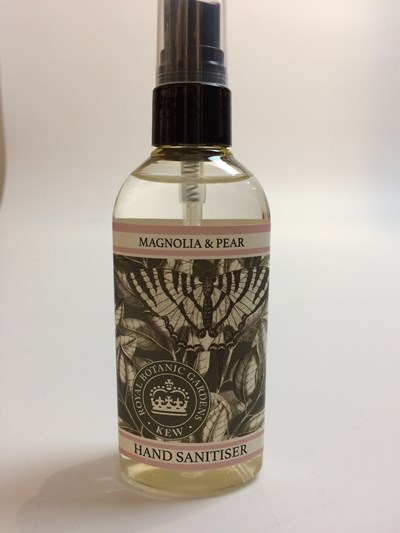 MAGNOLIA & PEAR
· ROYAL BOTANIC GARDENS ·
KEW
HAND SANITISER